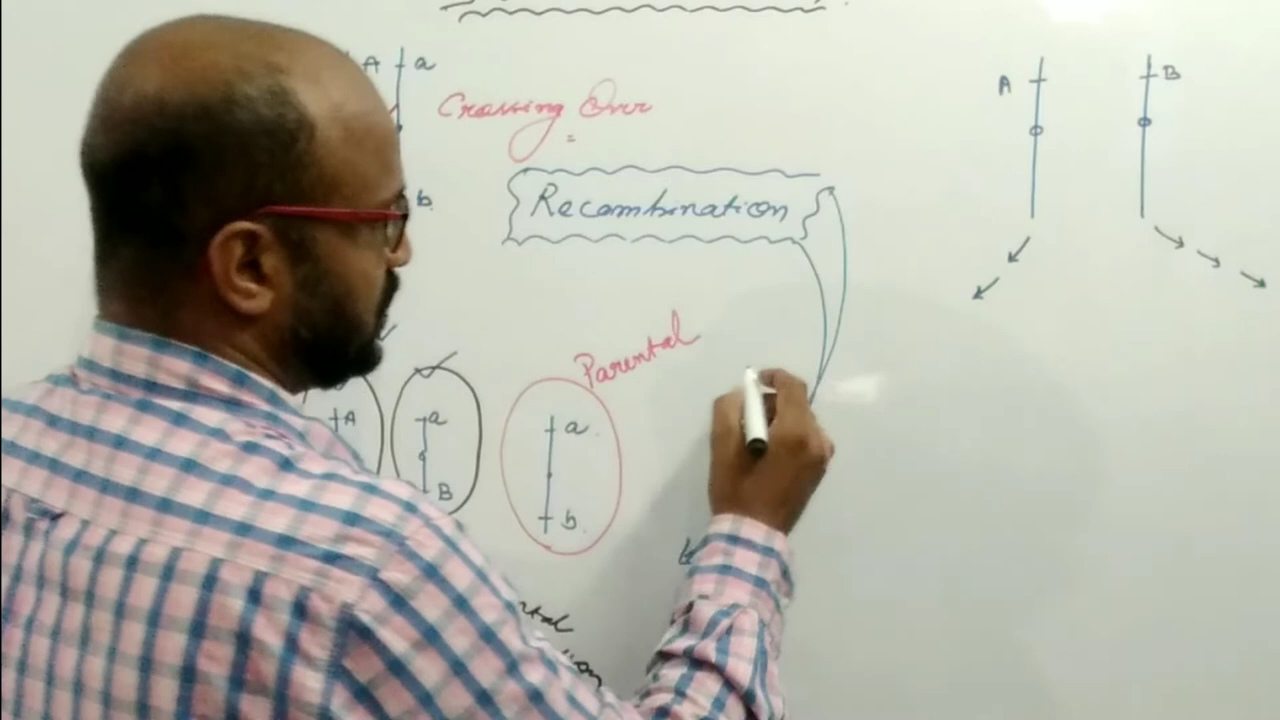 A a
Crossing Over
b
Recombination
A B
Parental
A a
B
a
b